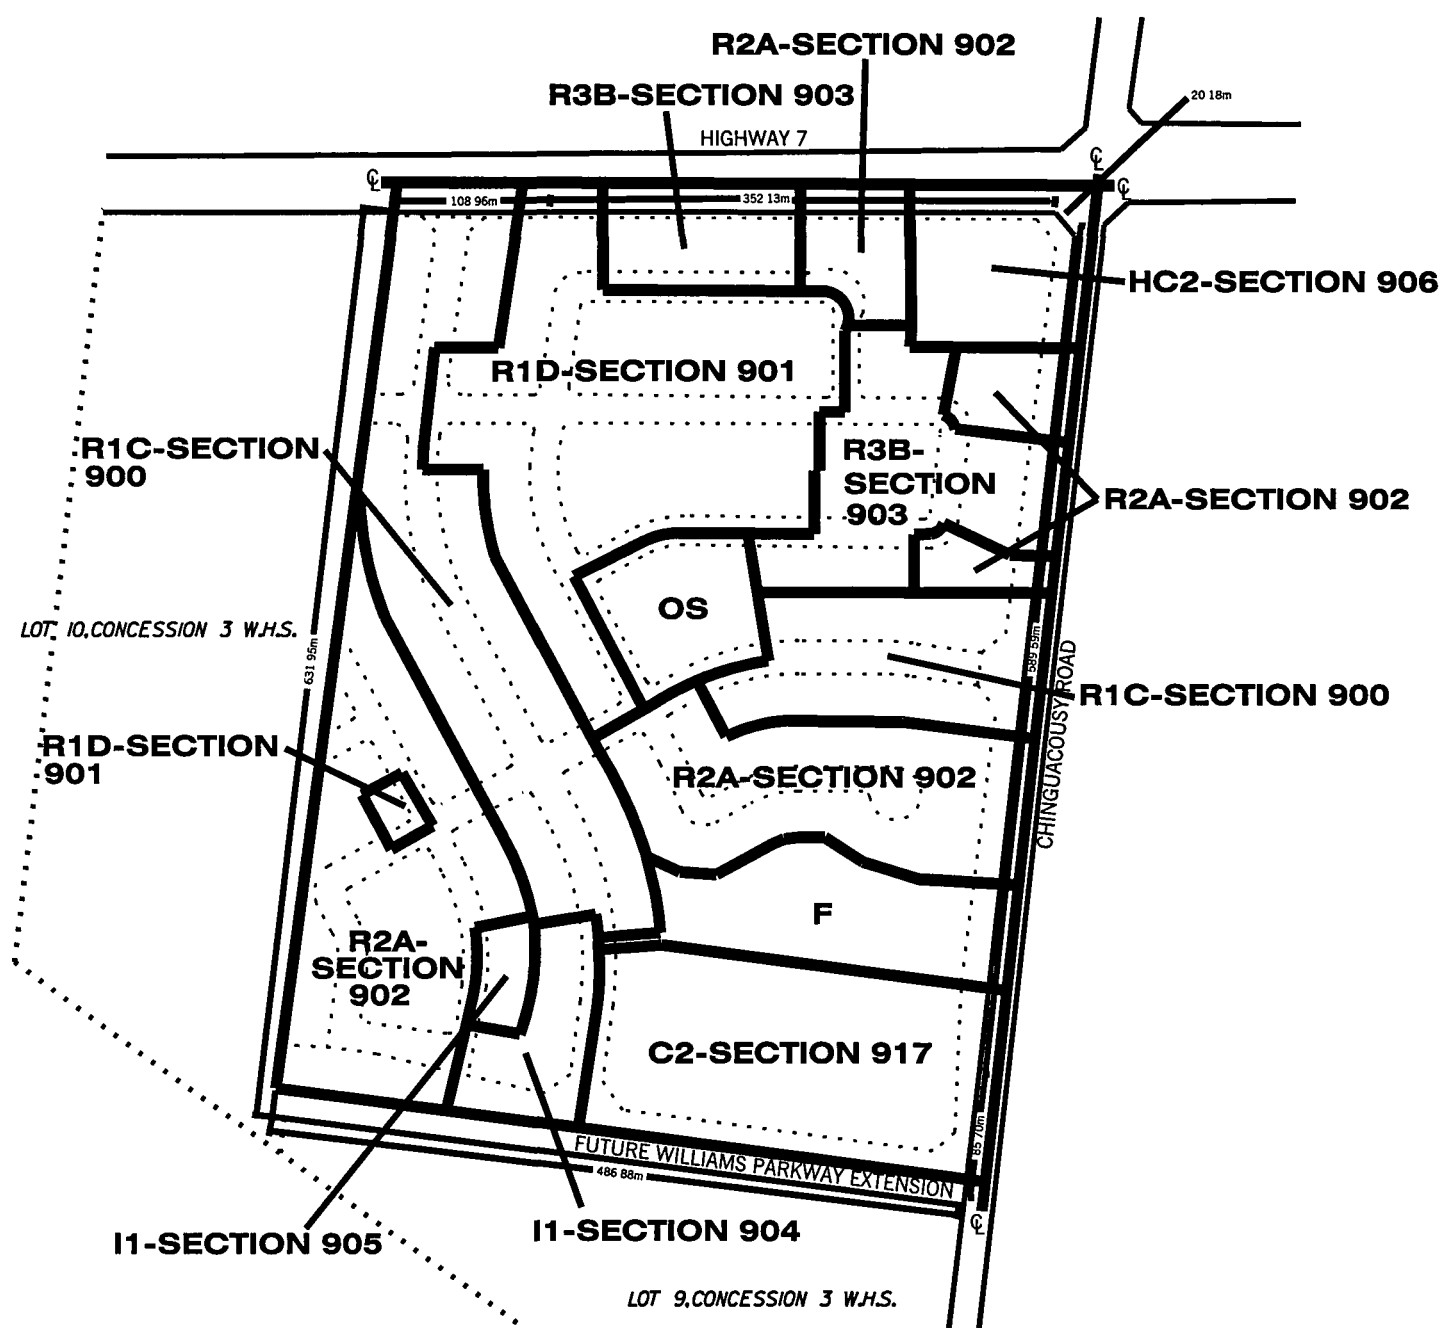 R2A-SECTION 902
R3B-SECTION 903
20 18m
HIGHWAY 7
108 96m
352 13m
HC2-SECTION 906
R1D-SECTION 901
R1C-SECTION
900
R3B-
SECTION
903
R2A-SECTION 902
OS
LOT 10,CONCESSION 3 W.H.S.
631 95m
589 59m
CHINGUACOUSY ROAD
R1C-SECTION 900
R1D-SECTION
901
R2A-SECTION 902
F
R2A-
SECTION
902
C2-SECTION 917
85 70m
FUTURE WILLIAMS PARKWAY EXTENSION
486 88m
I1-SECTION 905
I1-SECTION 904
LOT 9,CONCESSION 3 W.H.S.